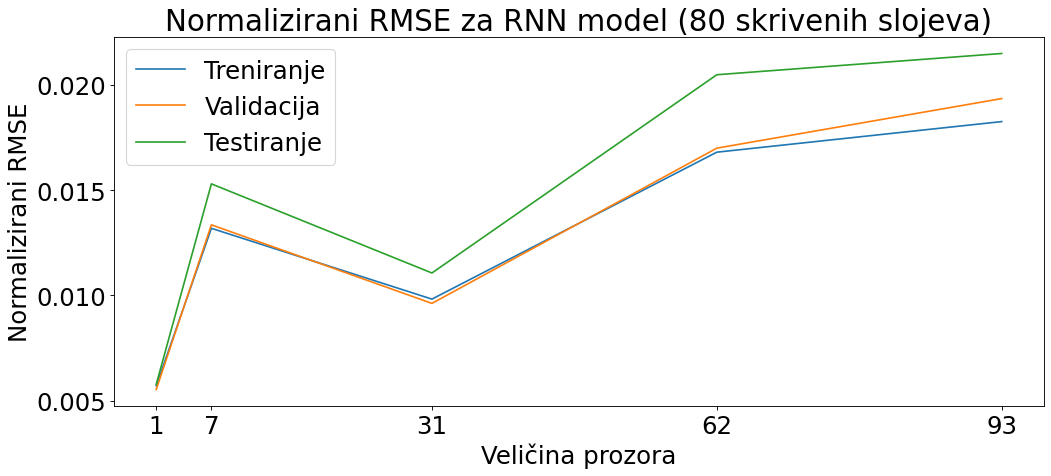 Normalizirani RMSE za RNN model (80 skrivenih slojeva)
Treniranje
Validacija
Testiranje
Normalizirani RMSE
0.020
0.015
0.010
0.005
1 7 31 62 93
Veličina prozora